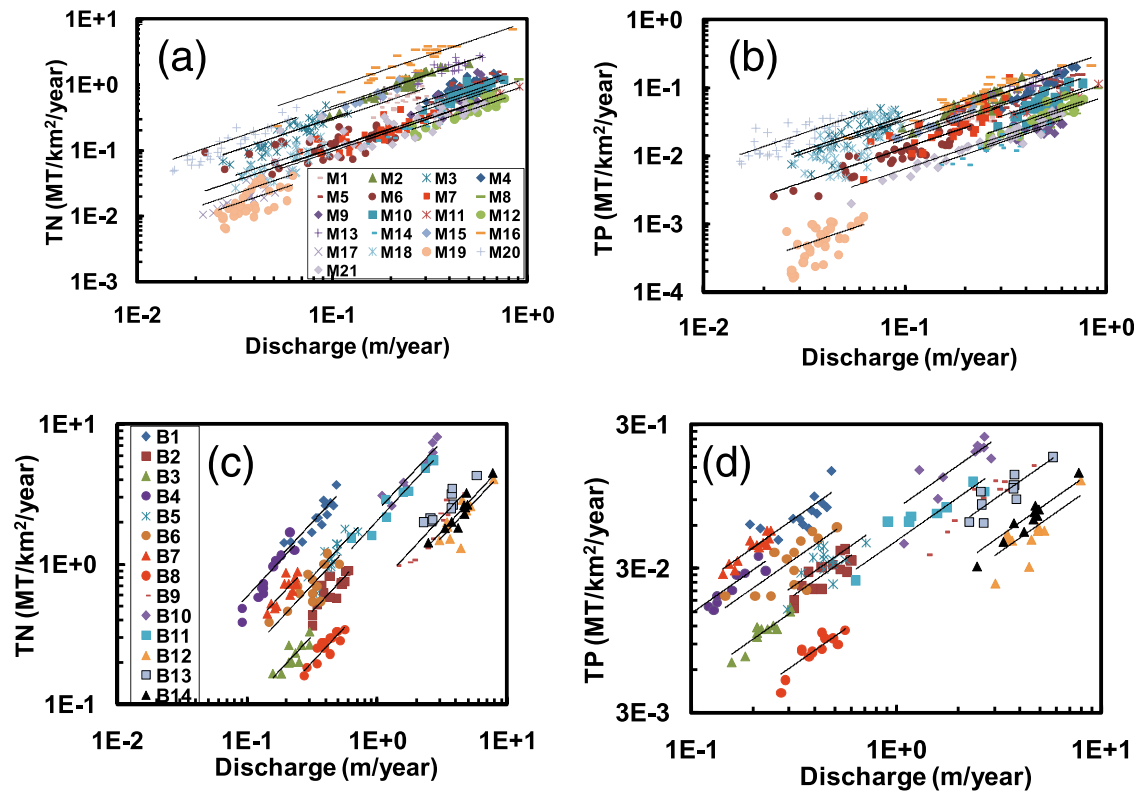 (a)
TN (MT/km²/year)
1E+1
1E+0
1E-1
1E-2
1E-3
1E-2 1E-1 1E+0
Discharge (m/year)
M1 M2 M3 M4
M5 M6 M7 M8
M9 M10 M11 M12
M13 M14 M15 M16
M17 M18 M19 M20
M21
(b)
TP (MT/km²/year)
1E+0
1E-1
1E-2
1E-3
1E-4
1E-2 1E-1 1E+0
Discharge (m/year)
(c)
TN (MT/km²/year)
1E+1
1E+0
1E-1
1E-2 1E-1 1E+0 1E+1
Discharge (m/year)
B1
B2
B3
B4
B5
B6
B7
B8
B9
B10
B11
B12
B13
B14
(d)
TP (MT/km²/year)
3E-1
3E-2
3E-3
1E-1 1E+0 1E+1
Discharge (m/year)